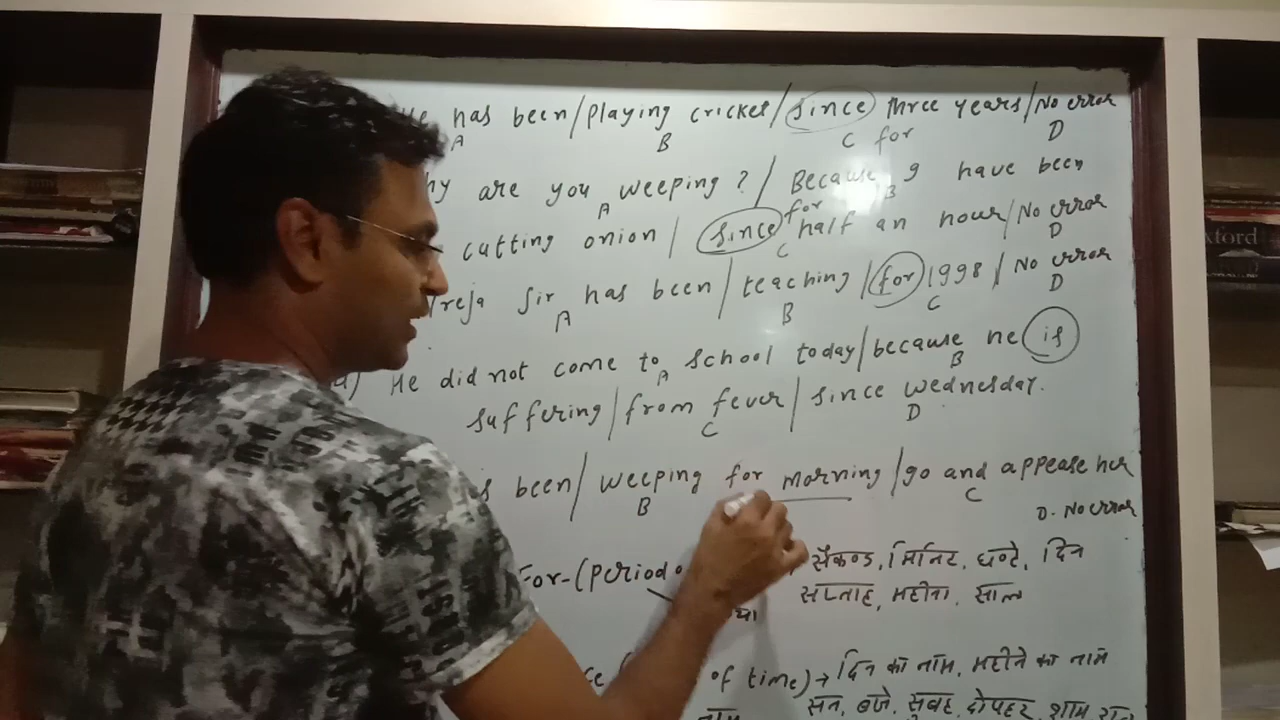 has been/playing cricket/since three years/No error
A B C for D
are you weeping?/Because I have been
A for B
cutting onion/since half an hour/No error
C D
Sir has been/teaching/for 1998/No error
A B C D
He did not come to school today/because he is
A B
suffering/from fever/since Wednesday.
C D
been/weeping for morning/go and appease her
B C
D. No error
For-(Period सैकण्ड, मिनिट, घण्टे, दिन
सप्ताह, महीना, साल
of time)→ दिन का नाम, महीने का नाम
सन, बजे, सुबह, दोपहर, शाम